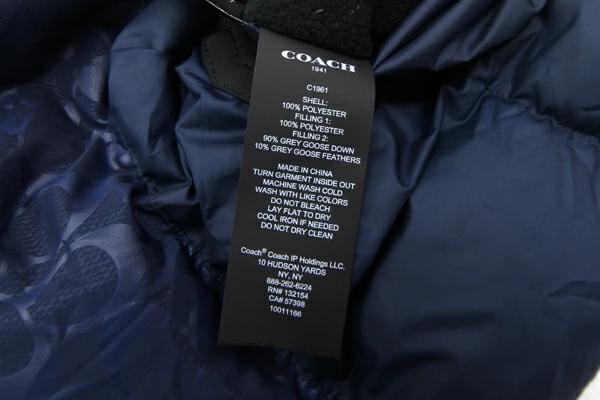 COACH
1941
C1961
SHELL:
100% POLYESTER
FILLING 1:
100% POLYESTER
FILLING 2:
90% GREY GOOSE DOWN
10% GREY GOOSE FEATHERS
MADE IN CHINA
TURN GARMENT INSIDE OUT
MACHINE WASH COLD
WASH WITH LIKE COLORS
DO NOT BLEACH
LAY FLAT TO DRY
COOL IRON IF NEEDED
DO NOT DRY CLEAN
Coach® Coach IP Holdings LLC.
10 HUDSON YARDS
NY, NY
888-262-6224
RN# 132154
CA# 57398
10011166